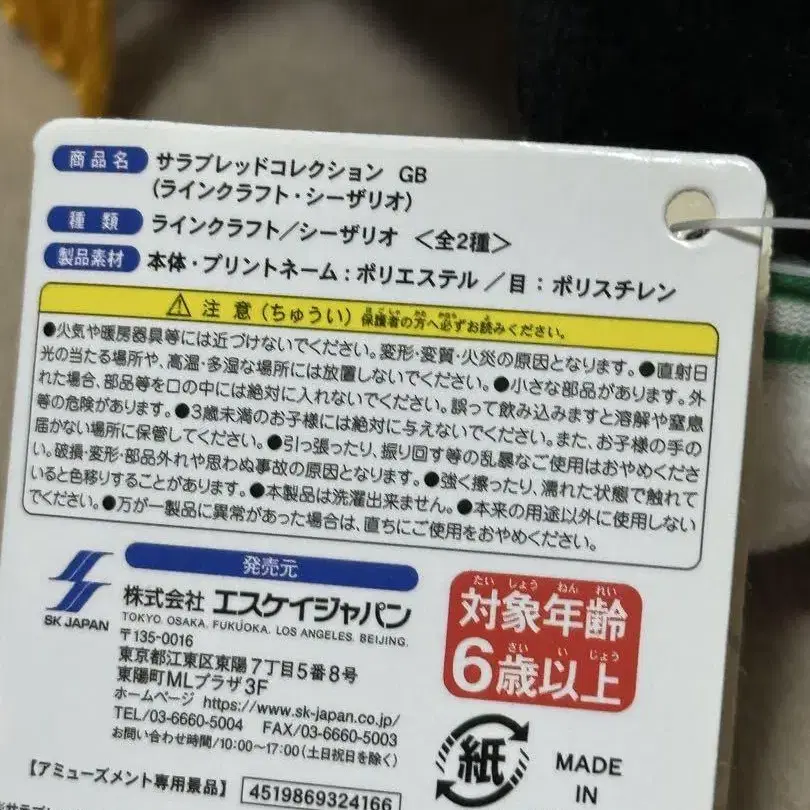 商品名 サラブレッドコレクション GB
(ラインクラフト・シーザリオ)
種類 ラインクラフト／シーザリオ <全2種>
製品素材 本体・プリントネーム：ポリエステル／目：ポリスチレン
注意(ちゅうい) 保護者の方へ必ずお読みください。
●火気や暖房器具等には近づけないでください。変形・変質・火災の原因となります。●直射日
光の当たる場所や、高温・多湿な場所には放置しないでください。●小さな部品があります。外
れた場合、部品等を口の中には絶対に入れないでください。誤って飲み込みますと溶解や窒息
等の危険があります。●3歳未満のお子様には絶対に与えないでください。また、お子様の手の
届かない場所に保管してください。●引っ張ったり、振り回す等の乱暴なご使用はおやめくださ
い。破損・変形・部品外れや思わぬ事故の原因となります。●強く擦ったり、濡れた状態で触れて
いると色移りすることがあります。●本製品は洗濯出来ません。●本来の用途以外に使用しない
でください。●万が一製品に異常があった場合は、直ちにご使用をおやめください。
発売元
SK JAPAN
株式会社 エスケイジャパン
TOKYO. OSAKA. FUKUOKA. LOS ANGELES. BEIJING.
〒135-0016
東京都江東区東陽7丁目5番8号
東陽町MLプラザ3F
ホームページ https://www.sk-japan.co.jp/
TEL/03-6660-5004 FAX/03-6660-5003
お問い合わせ時間/10:00～17:00(土日祝日を除く)
たい しょう ねん れい
対象年齢
さい い じょう
6歳以上
紙
MADE
IN
【アミューズメント専用景品】
4519869324166